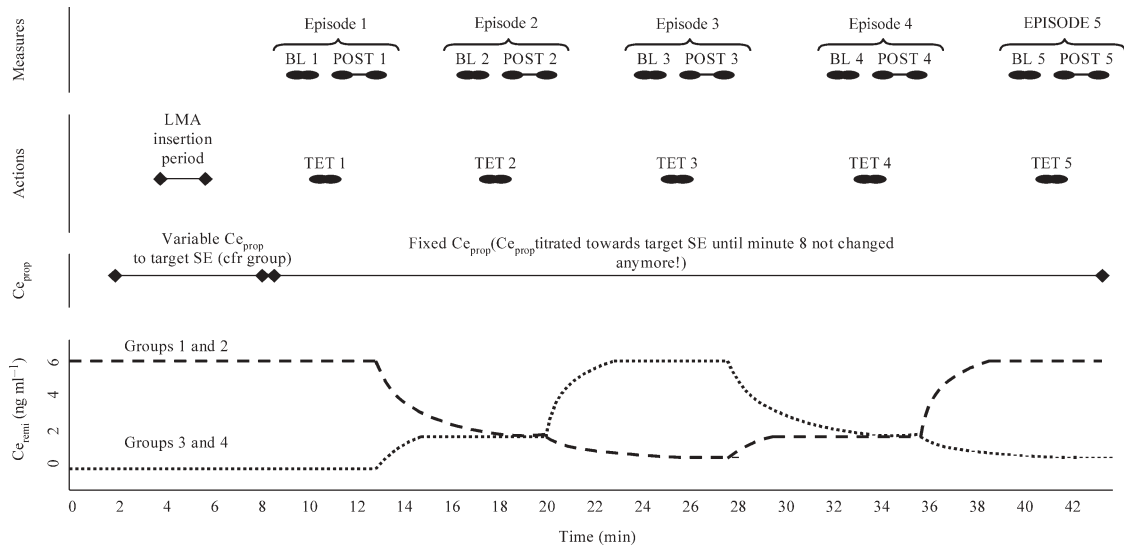 Measures
Episode 1
Episode 2
Episode 3
Episode 4
EPISODE 5
BL 1 POST 1
BL 2 POST 2
BL 3 POST 3
BL 4 POST 4
BL 5 POST 5
Actions
LMA
insertion
period
TET 1
TET 2
TET 3
TET 4
TET 5
Ceprop
Variable Ceprop
to target SE (cfr group)
Fixed Ceprop(Ceproptitrated towards target SE until minute 8 not changed
anymore!)
Ceremi (ng ml−1)
6
4
2
0
Groups 1 and 2
Groups 3 and 4
0 2 4 6 8 10 12 14 16 18 20 22 24 26 28 30 32 34 36 38 40 42
Time (min)